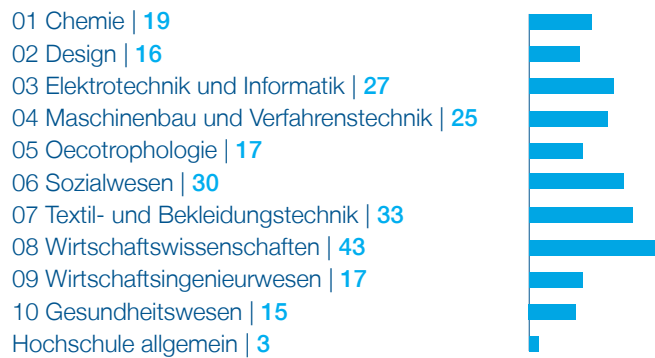 01 Chemie | 19
02 Design | 16
03 Elektrotechnik und Informatik | 27
04 Maschinenbau und Verfahrenstechnik | 25
05 Oecotrophologie | 17
06 Sozialwesen | 30
07 Textil- und Bekleidungstechnik | 33
08 Wirtschaftswissenschaften | 43
09 Wirtschaftsingenieurwesen | 17
10 Gesundheitswesen | 15
Hochschule allgemein | 3